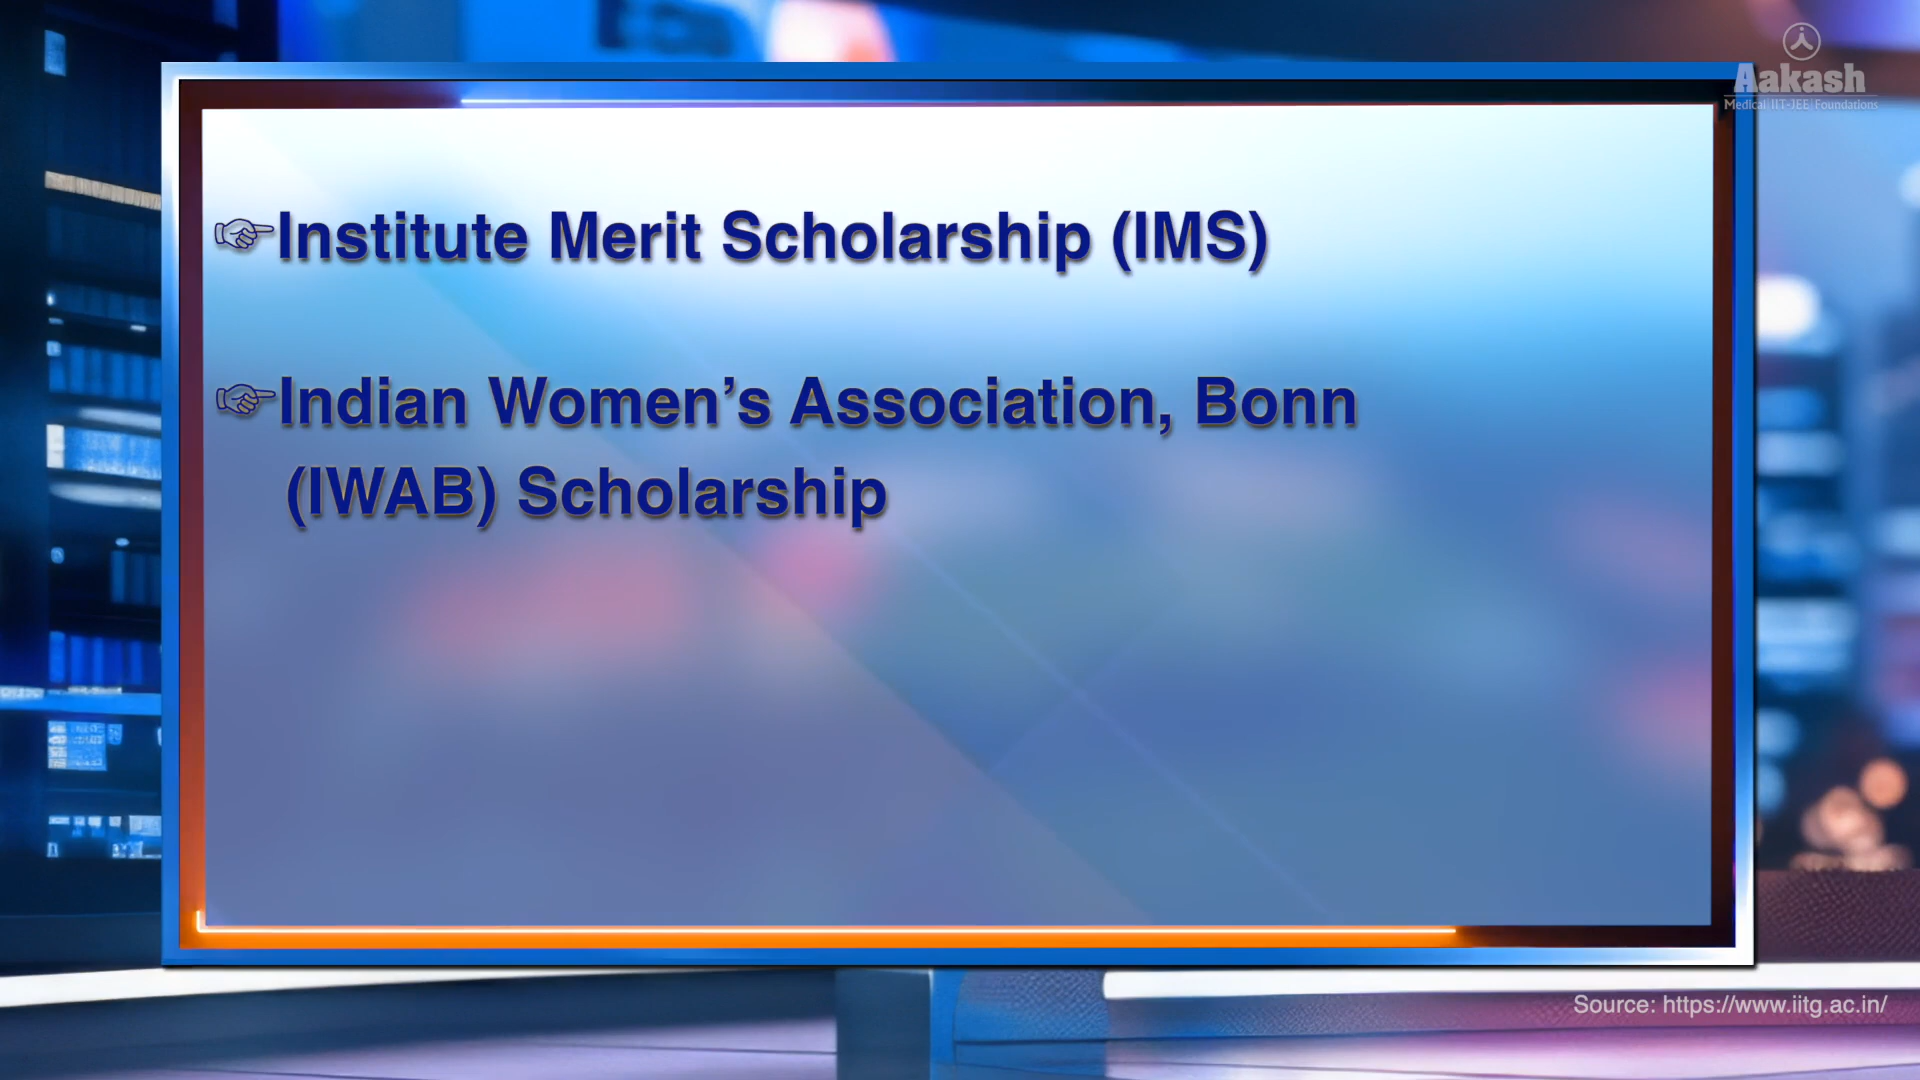 Aakash
Medical | IIT-JEE | Foundations
☞Institute Merit Scholarship (IMS)
☞Indian Women’s Association, Bonn
(IWAB) Scholarship
Source: https://www.iitg.ac.in/